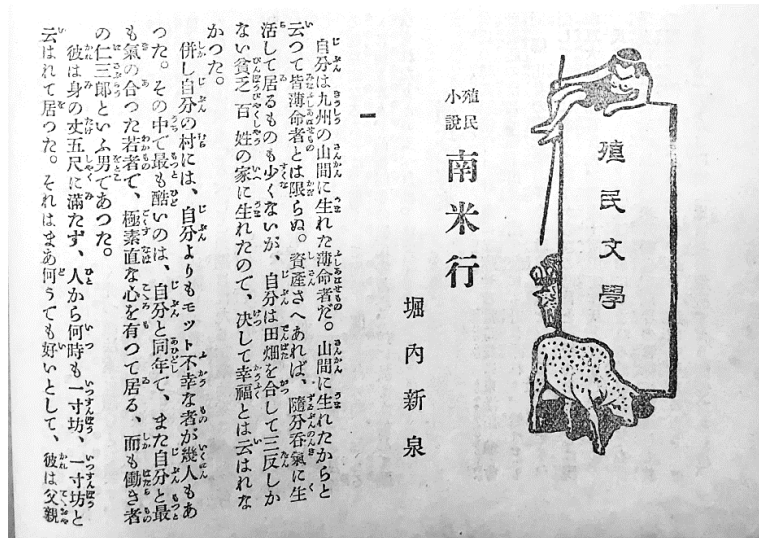 殖民文學
殖民
小說
南米行
堀内新泉
一
自分は九州の山間に生れた薄命者だ。山間に生れたからと
云つて皆薄命者とは限らぬ。資產さへあれば、隨分呑氣に生
活して居るものも少くないが、自分は田畑を合して三反しか
ない貧乏百姓の家に生れたので、決して幸福とは云はれな
かつた。
併し自分の村には、自分よりもモット不幸な者が幾人もあ
つた。その中で最も酷いのは、自分と同年で、また自分と最
も氣の合った若者で、極素直な心を有つて居る、而も働き者
の仁三郎といふ男であつた。
彼は身の丈五尺に滿たず、人から何時も一寸坊、一寸坊と
云はれて居つた。それはまあ何うでも好いとして、彼は父親